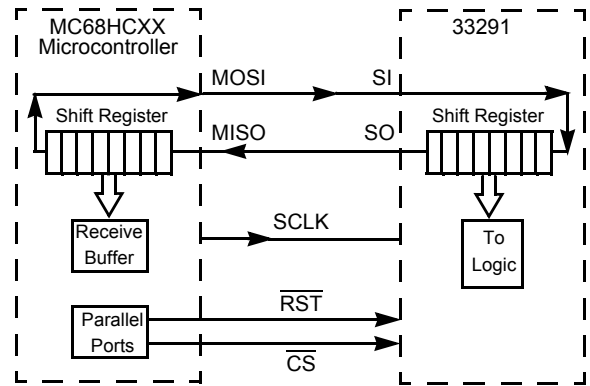 MC68HCXX
Microcontroller
33291
MOSI
SI
Shift Register
Shift Register
MISO
SO
Receive
Buffer
SCLK
To
Logic
Parallel
Ports
RST
CS